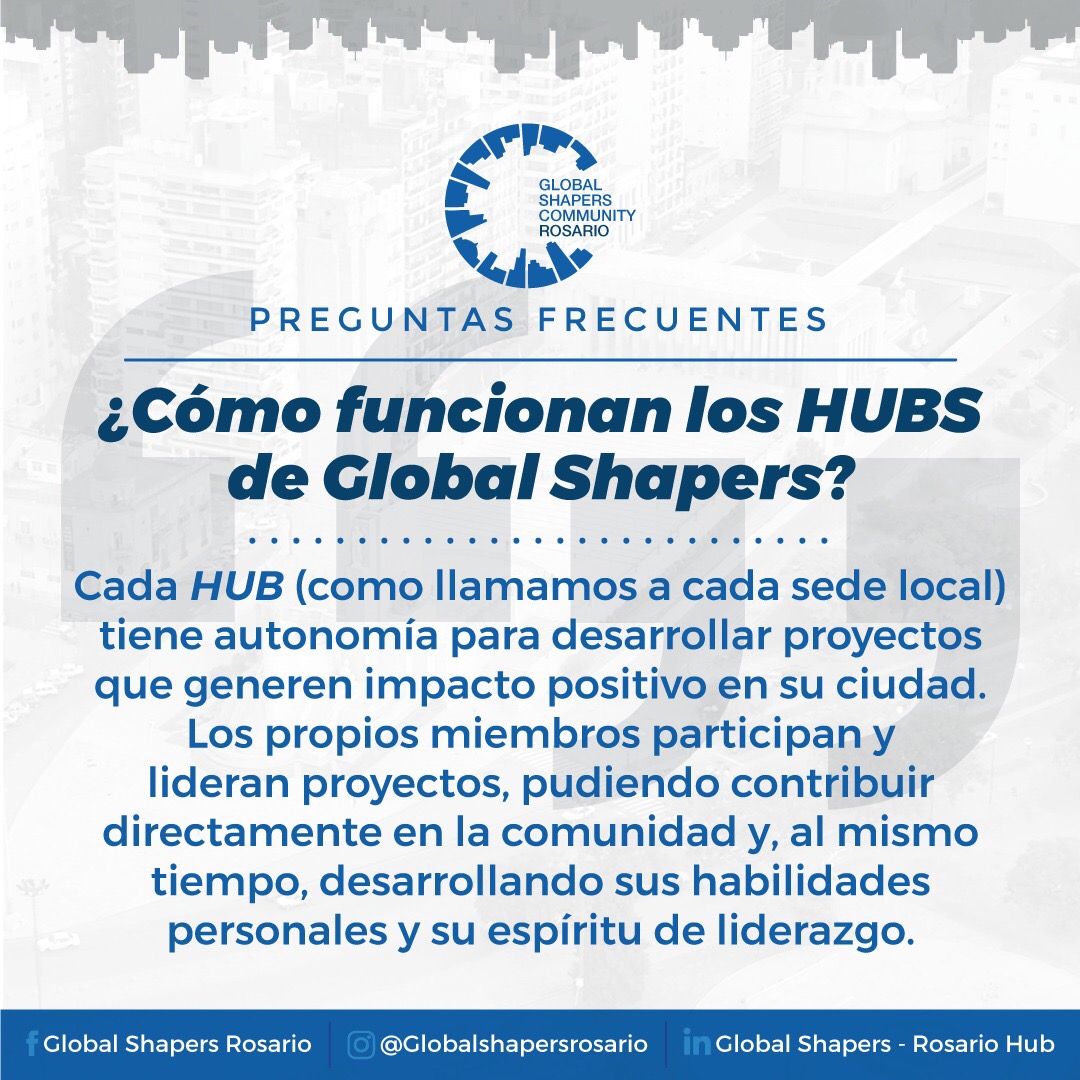 GLOBAL
SHAPERS
COMMUNITY
ROSARIO
PREGUNTAS FRECUENTES
¿Cómo funcionan los HUBS
de Global Shapers?
Cada HUB (como llamamos a cada sede local)
tiene autonomía para desarrollar proyectos
que generen impacto positivo en su ciudad.
Los propios miembros participan y
lideran proyectos, pudiendo contribuir
directamente en la comunidad y, al mismo
tiempo, desarrollando sus habilidades
personales y su espíritu de liderazgo.
f Global Shapers Rosario @Globalshapersrosario in Global Shapers - Rosario Hub